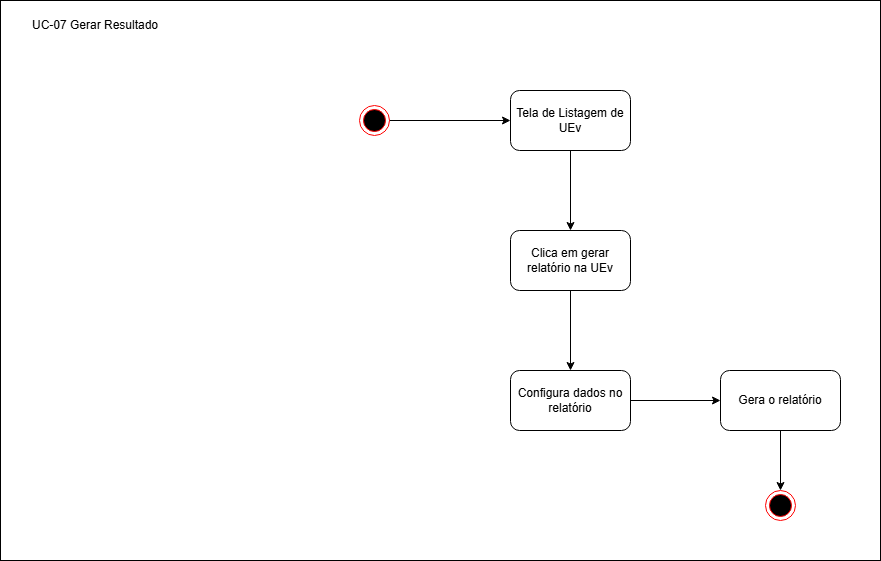 UC-07 Gerar Resultado
Tela de Listagem de
UEv
Clica em gerar
relatório na UEv
Configura dados no
relatório
Gera o relatório